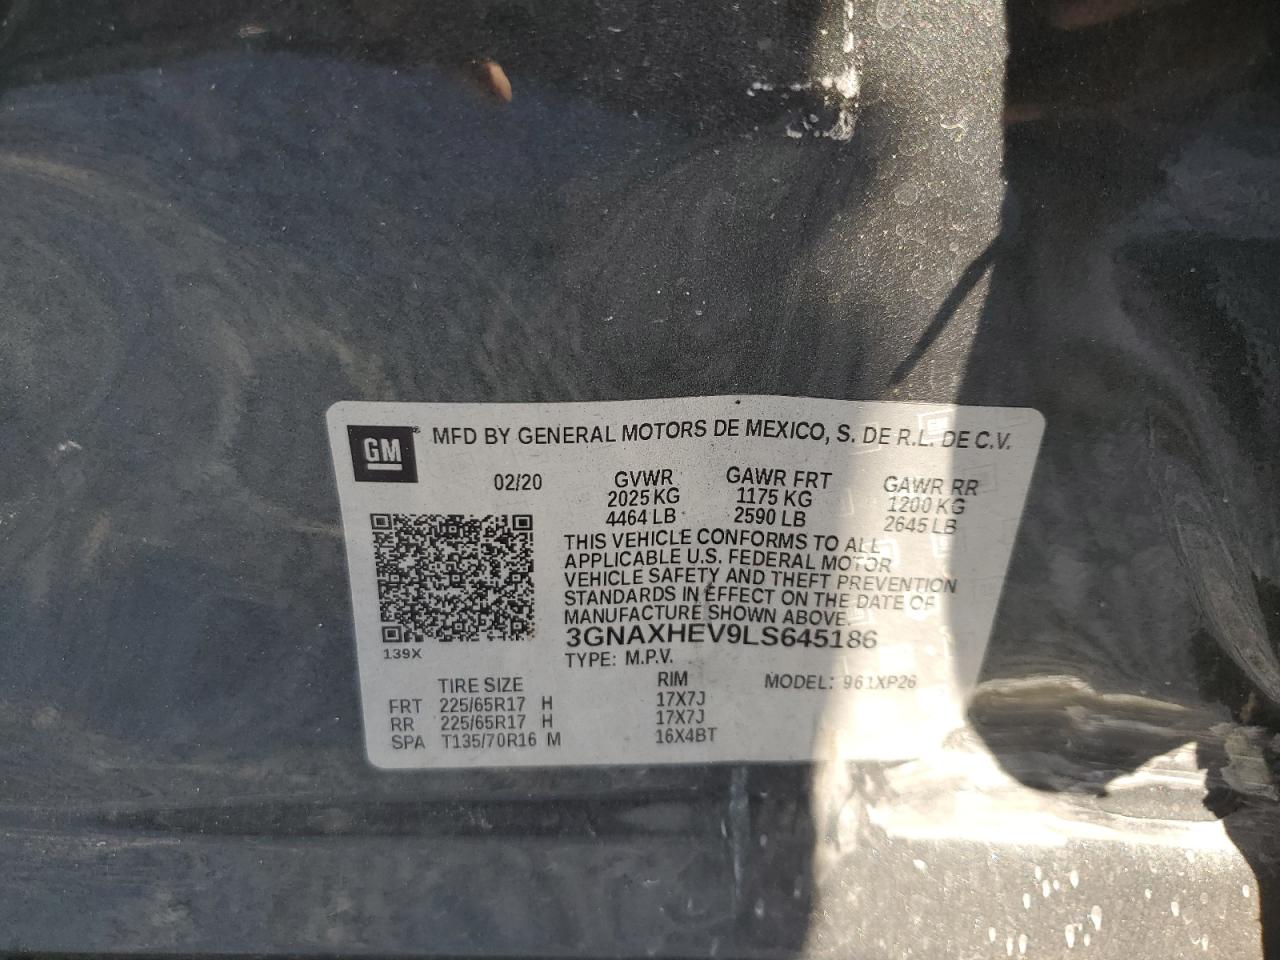 GM MFD BY GENERAL MOTORS DE MEXICO, S. DE R.L. DE C.V.
02/20 GVWR GAWR FRT GAWR RR
2025 KG 1175 KG 1200 KG
4464 LB 2590 LB 2645 LB
THIS VEHICLE CONFORMS TO ALL
APPLICABLE U.S. FEDERAL MOTOR
VEHICLE SAFETY AND THEFT PREVENTION
STANDARDS IN EFFECT ON THE DATE OF
MANUFACTURE SHOWN ABOVE.
3GNAXHEV9LS645186
139X
TYPE: M.P.V.
TIRE SIZE RIM MODEL: 961XP26
FRT 225/65R17 H 17X7J
RR 225/65R17 H 17X7J
SPA T135/70R16 M 16X4BT